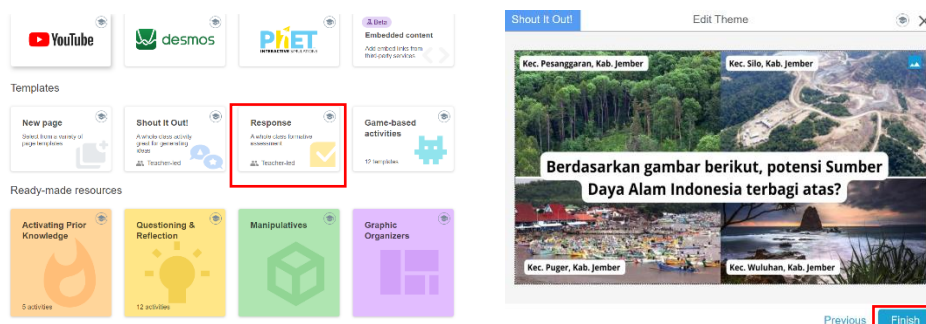 YouTube
desmos
PhET
INTERACTIVE SIMULATIONS
Beta
Embedded content
Add embed links from
third-party services
Templates
New page
Select from a variety of
page templates
Shout It Out!
A whole class activity
great for generating
ideas
Teacher-led
Response
A whole class formative
assessment
Teacher-led
Game-based
activities
12 templates
Ready-made resources
Activating Prior
Knowledge
5 activities
Questioning &
Reflection
12 activities
Manipulatives
Graphic
Organizers
Shout It Out!
Edit Theme
Kec. Pesanggaran, Kab. Jember
Kec. Silo, Kab. Jember
Berdasarkan gambar berikut, potensi Sumber
Daya Alam Indonesia terbagi atas?
Kec. Puger, Kab. Jember
Kec. Wuluhan, Kab. Jember
Previous
Finish